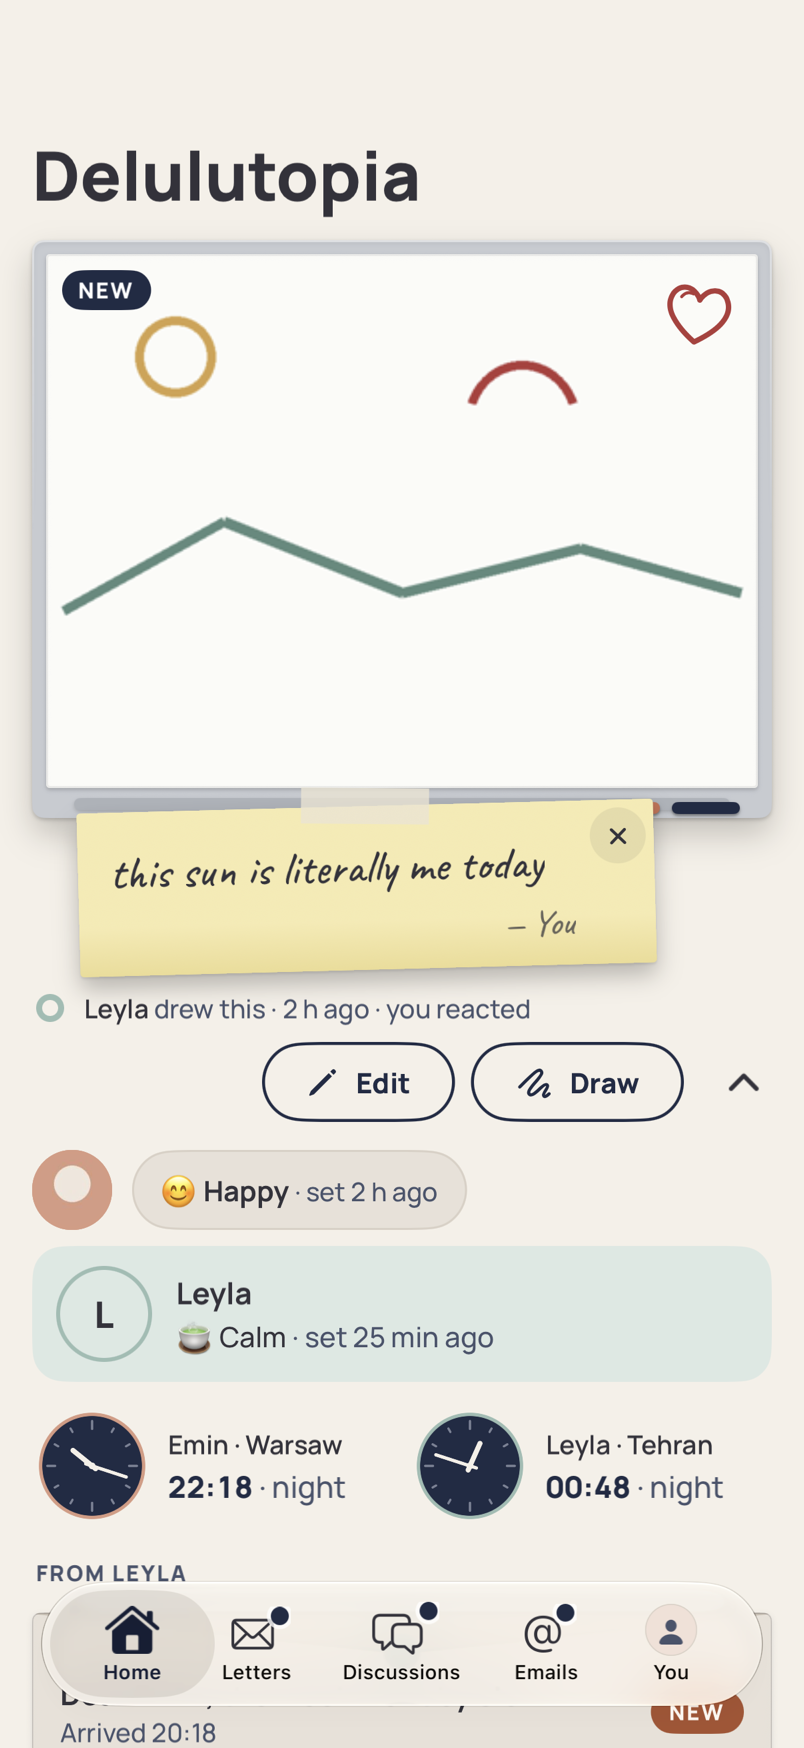 Delulutopia
NEW
this sun is literally me today
– You
Leyla drew this · 2 h ago · you reacted
Edit
Draw
😊 Happy · set 2 h ago
L
Leyla
🍵 Calm · set 25 min ago
Emin · Warsaw
22:18 · night
Leyla · Tehran
00:48 · night
FROM LEYLA
Home
Letters
Discussions
@
Emails
You
NEW
Arrived 20:18